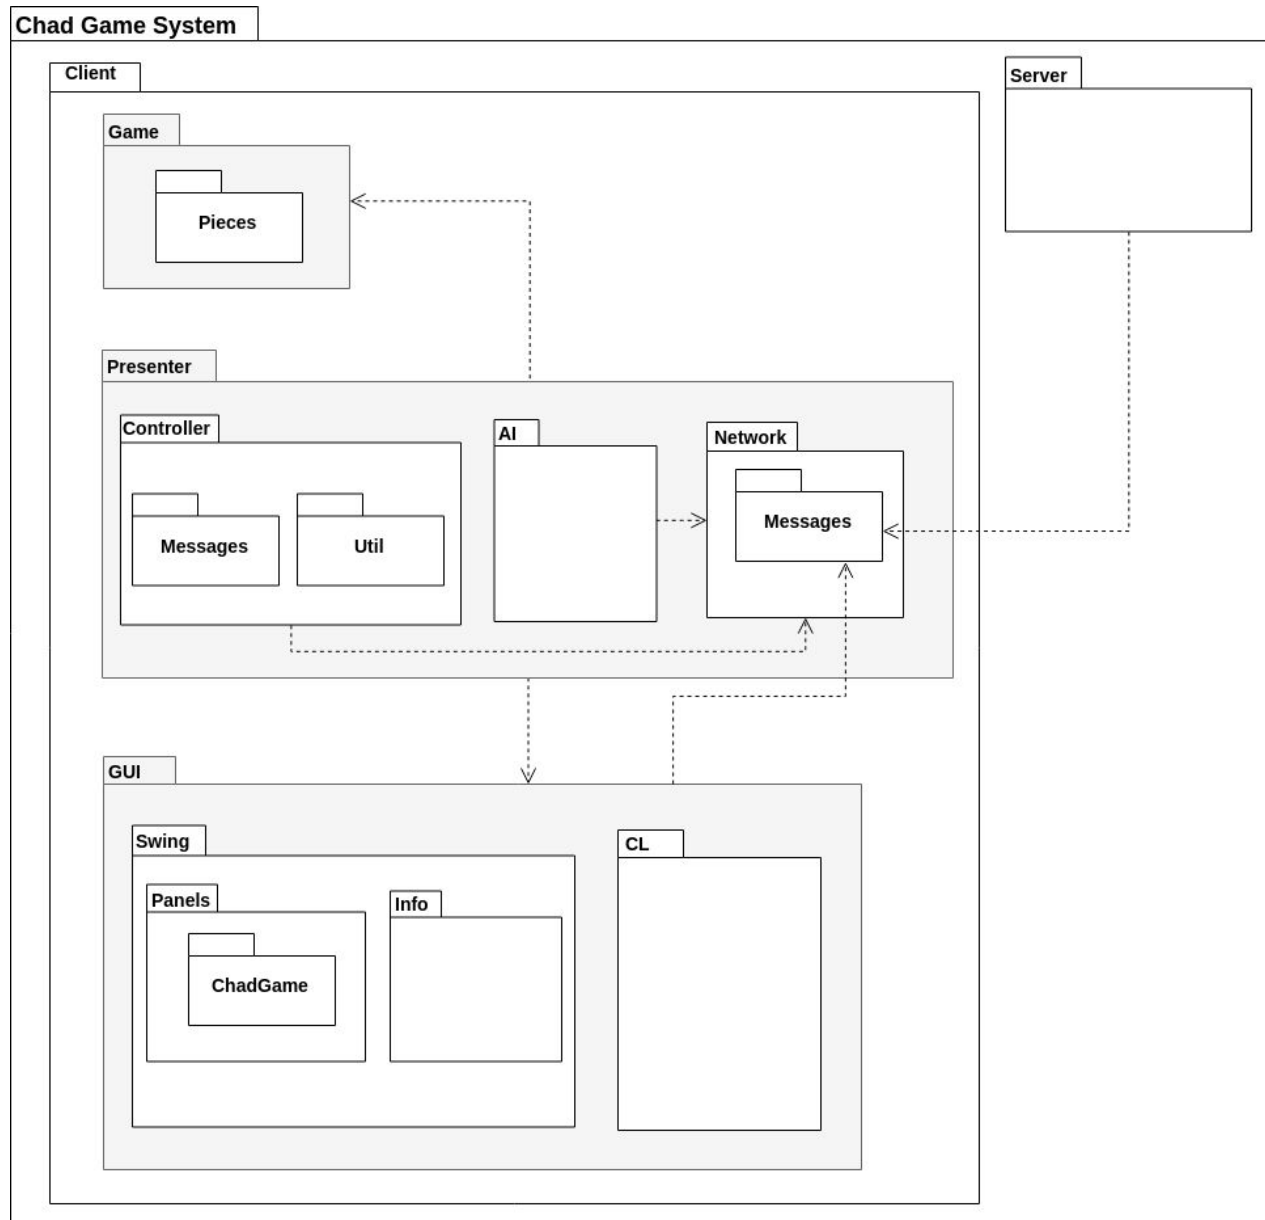 Chad Game System
Client
Server
Game
Pieces
Presenter
Controller
AI
Network
Messages
Util
Messages
GUI
Swing
CL
Panels
Info
ChadGame